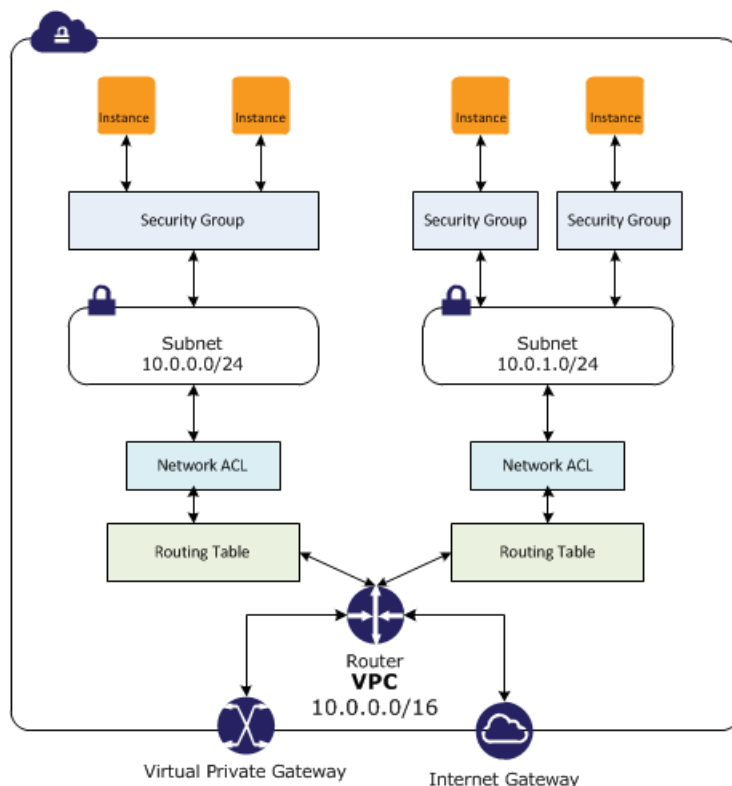 Instance
Instance
Instance
Instance
Security Group
Security Group
Security Group
Subnet
10.0.0.0/24
Subnet
10.0.1.0/24
Network ACL
Network ACL
Routing Table
Routing Table
Router
VPC
10.0.0.0/16
Virtual Private Gateway
Internet Gateway